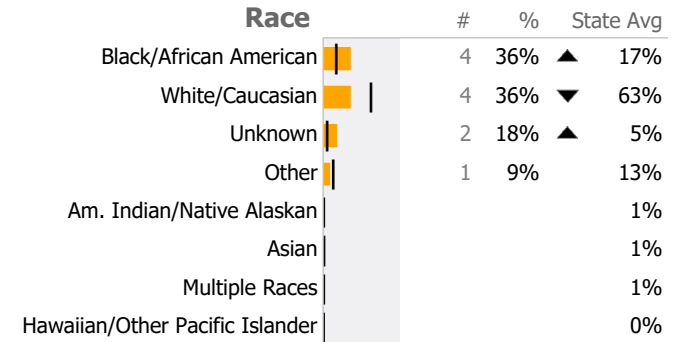 Race # % State Avg
Black/African American 4 36% ▲ 17%
White/Caucasian 4 36% ▼ 63%
Unknown 2 18% ▲ 5%
Other 1 9% 13%
Am. Indian/Native Alaskan 1%
Asian 1%
Multiple Races 1%
Hawaiian/Other Pacific Islander 0%